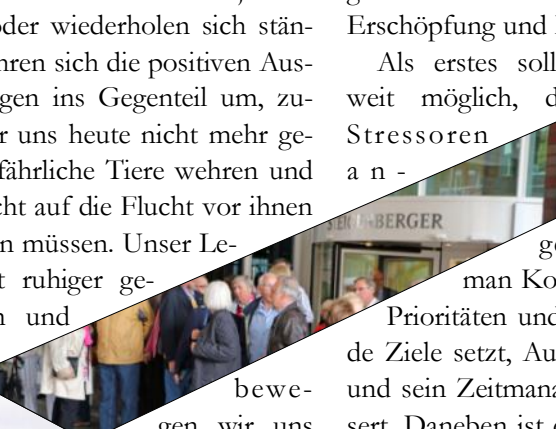 oder wiederholen sich stän-
hren sich die positiven Aus-
gen ins Gegenteil um, zu-
r uns heute nicht mehr ge-
fährliche Tiere wehren und
cht auf die Flucht vor ihnen
n müssen. Unser Le-
t ruhiger ge-
n und
bewe-
gen wir uns
Erschöpfung und
Als erstes soll
weit möglich, d
Stressoren
an-
BERGER
ge
man Ko
Prioritäten und
de Ziele setzt, Au
und sein Zeitmana
sert. Daneben ist